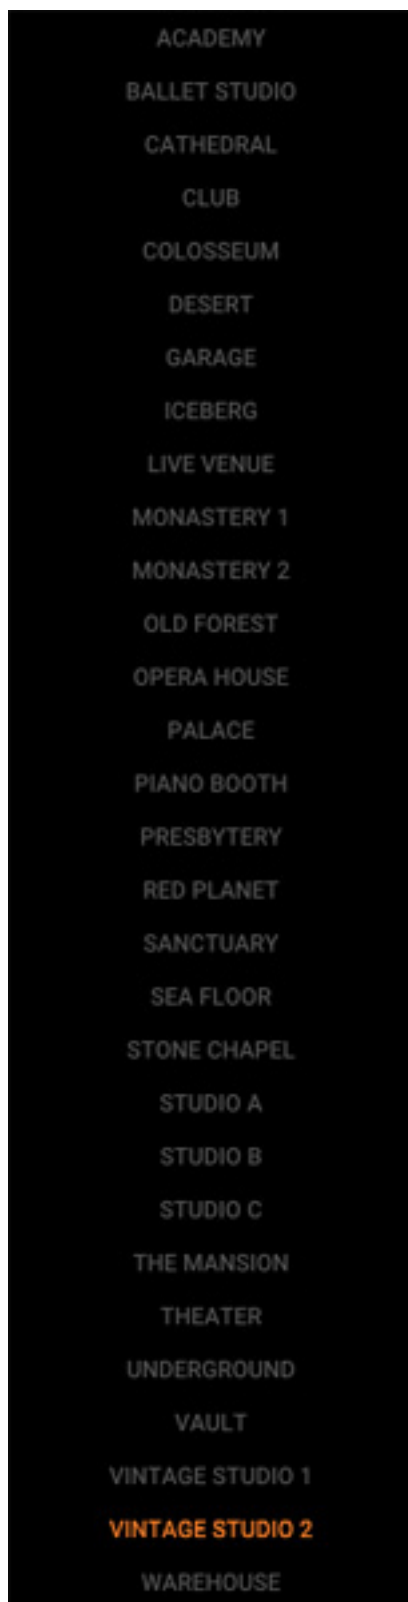 ACADEMY
BALLET STUDIO
CATHEDRAL
CLUB
COLOSSEUM
DESERT
GARAGE
ICEBERG
LIVE VENUE
MONASTERY 1
MONASTERY 2
OLD FOREST
OPERA HOUSE
PALACE
PIANO BOOTH
PRESBYTERY
RED PLANET
SANCTUARY
SEA FLOOR
STONE CHAPEL
STUDIO A
STUDIO B
STUDIO C
THE MANSION
THEATER
UNDERGROUND
VAULT
VINTAGE STUDIO 1
VINTAGE STUDIO 2
WAREHOUSE